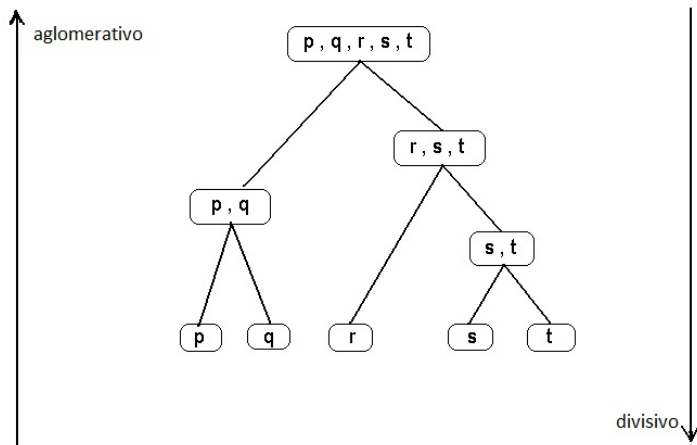 aglomerativo
p , q , r , s , t
r , s , t
p , q
s , t
p
q
r
s
t
divisivo